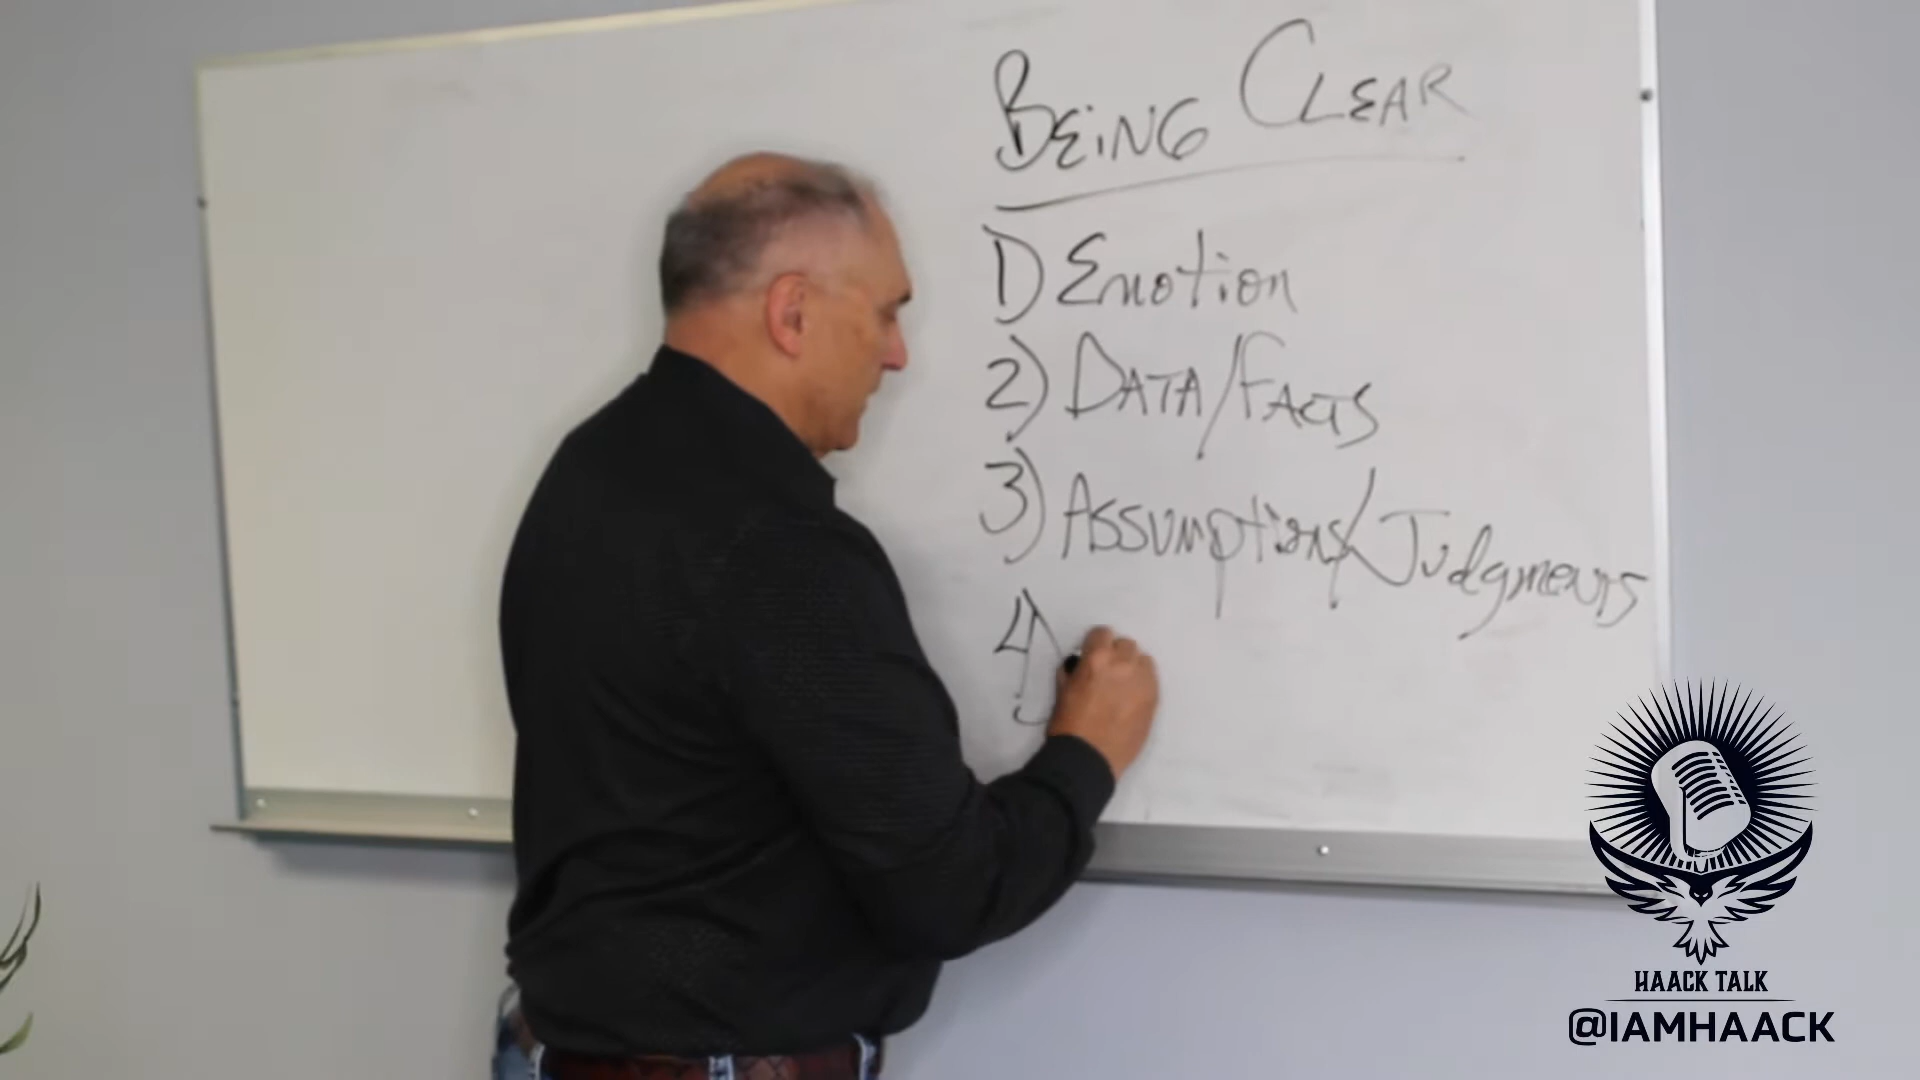 BEiNG CLEAR
1) Emotion
2) DATA/FACTS
3) ASSUMPtions/Judgments
4)
HAACK TALK
@IAMHAACK